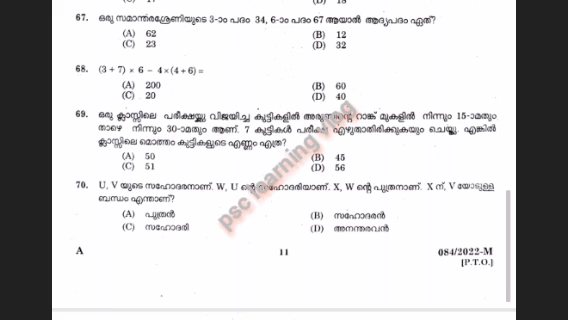 67. ഒരു സമാന്തരശ്രേണിയുടെ 3-ാം പദം 34, 6-ാം പദം 67 ആയാൽ ആദ്യപദം ഏത്?
(A) 62 (B) 12
(C) 23 (D) 32
68. (3 + 7) × 6 − 4 × (4 + 6) =
(A) 200 (B) 60
(C) 20 (D) 40
69. ഒരു ക്ലാസ്സിലെ പരീക്ഷയ്ക്കു വിജയിച്ച കുട്ടികളിൽ അരുണിന്റെ റാങ്ക് മുകളിൽ നിന്നും 15-ാമതും
താഴെ നിന്നും 30-ാമതും ആണ്. 7 കുട്ടികൾ പരീക്ഷ എഴുതാതിരിക്കുകയും ചെയ്തു. എങ്കിൽ
ക്ലാസ്സിലെ മൊത്തം കുട്ടികളുടെ എണ്ണം എത്ര?
(A) 50 (B) 45
(C) 51 (D) 56
70. U, V യുടെ സഹോദരനാണ്. W, U ന്റെ സഹോദരിയാണ്. X, W ന്റെ പുത്രനാണ്. X ന്, V യോടുള്ള
ബന്ധം എന്താണ്?
(A) പുത്രൻ (B) സഹോദരൻ
(C) സഹോദരി (D) അനന്തരവൻ
A 11 084/2022-M
[P.T.O.]
psc learning vlog